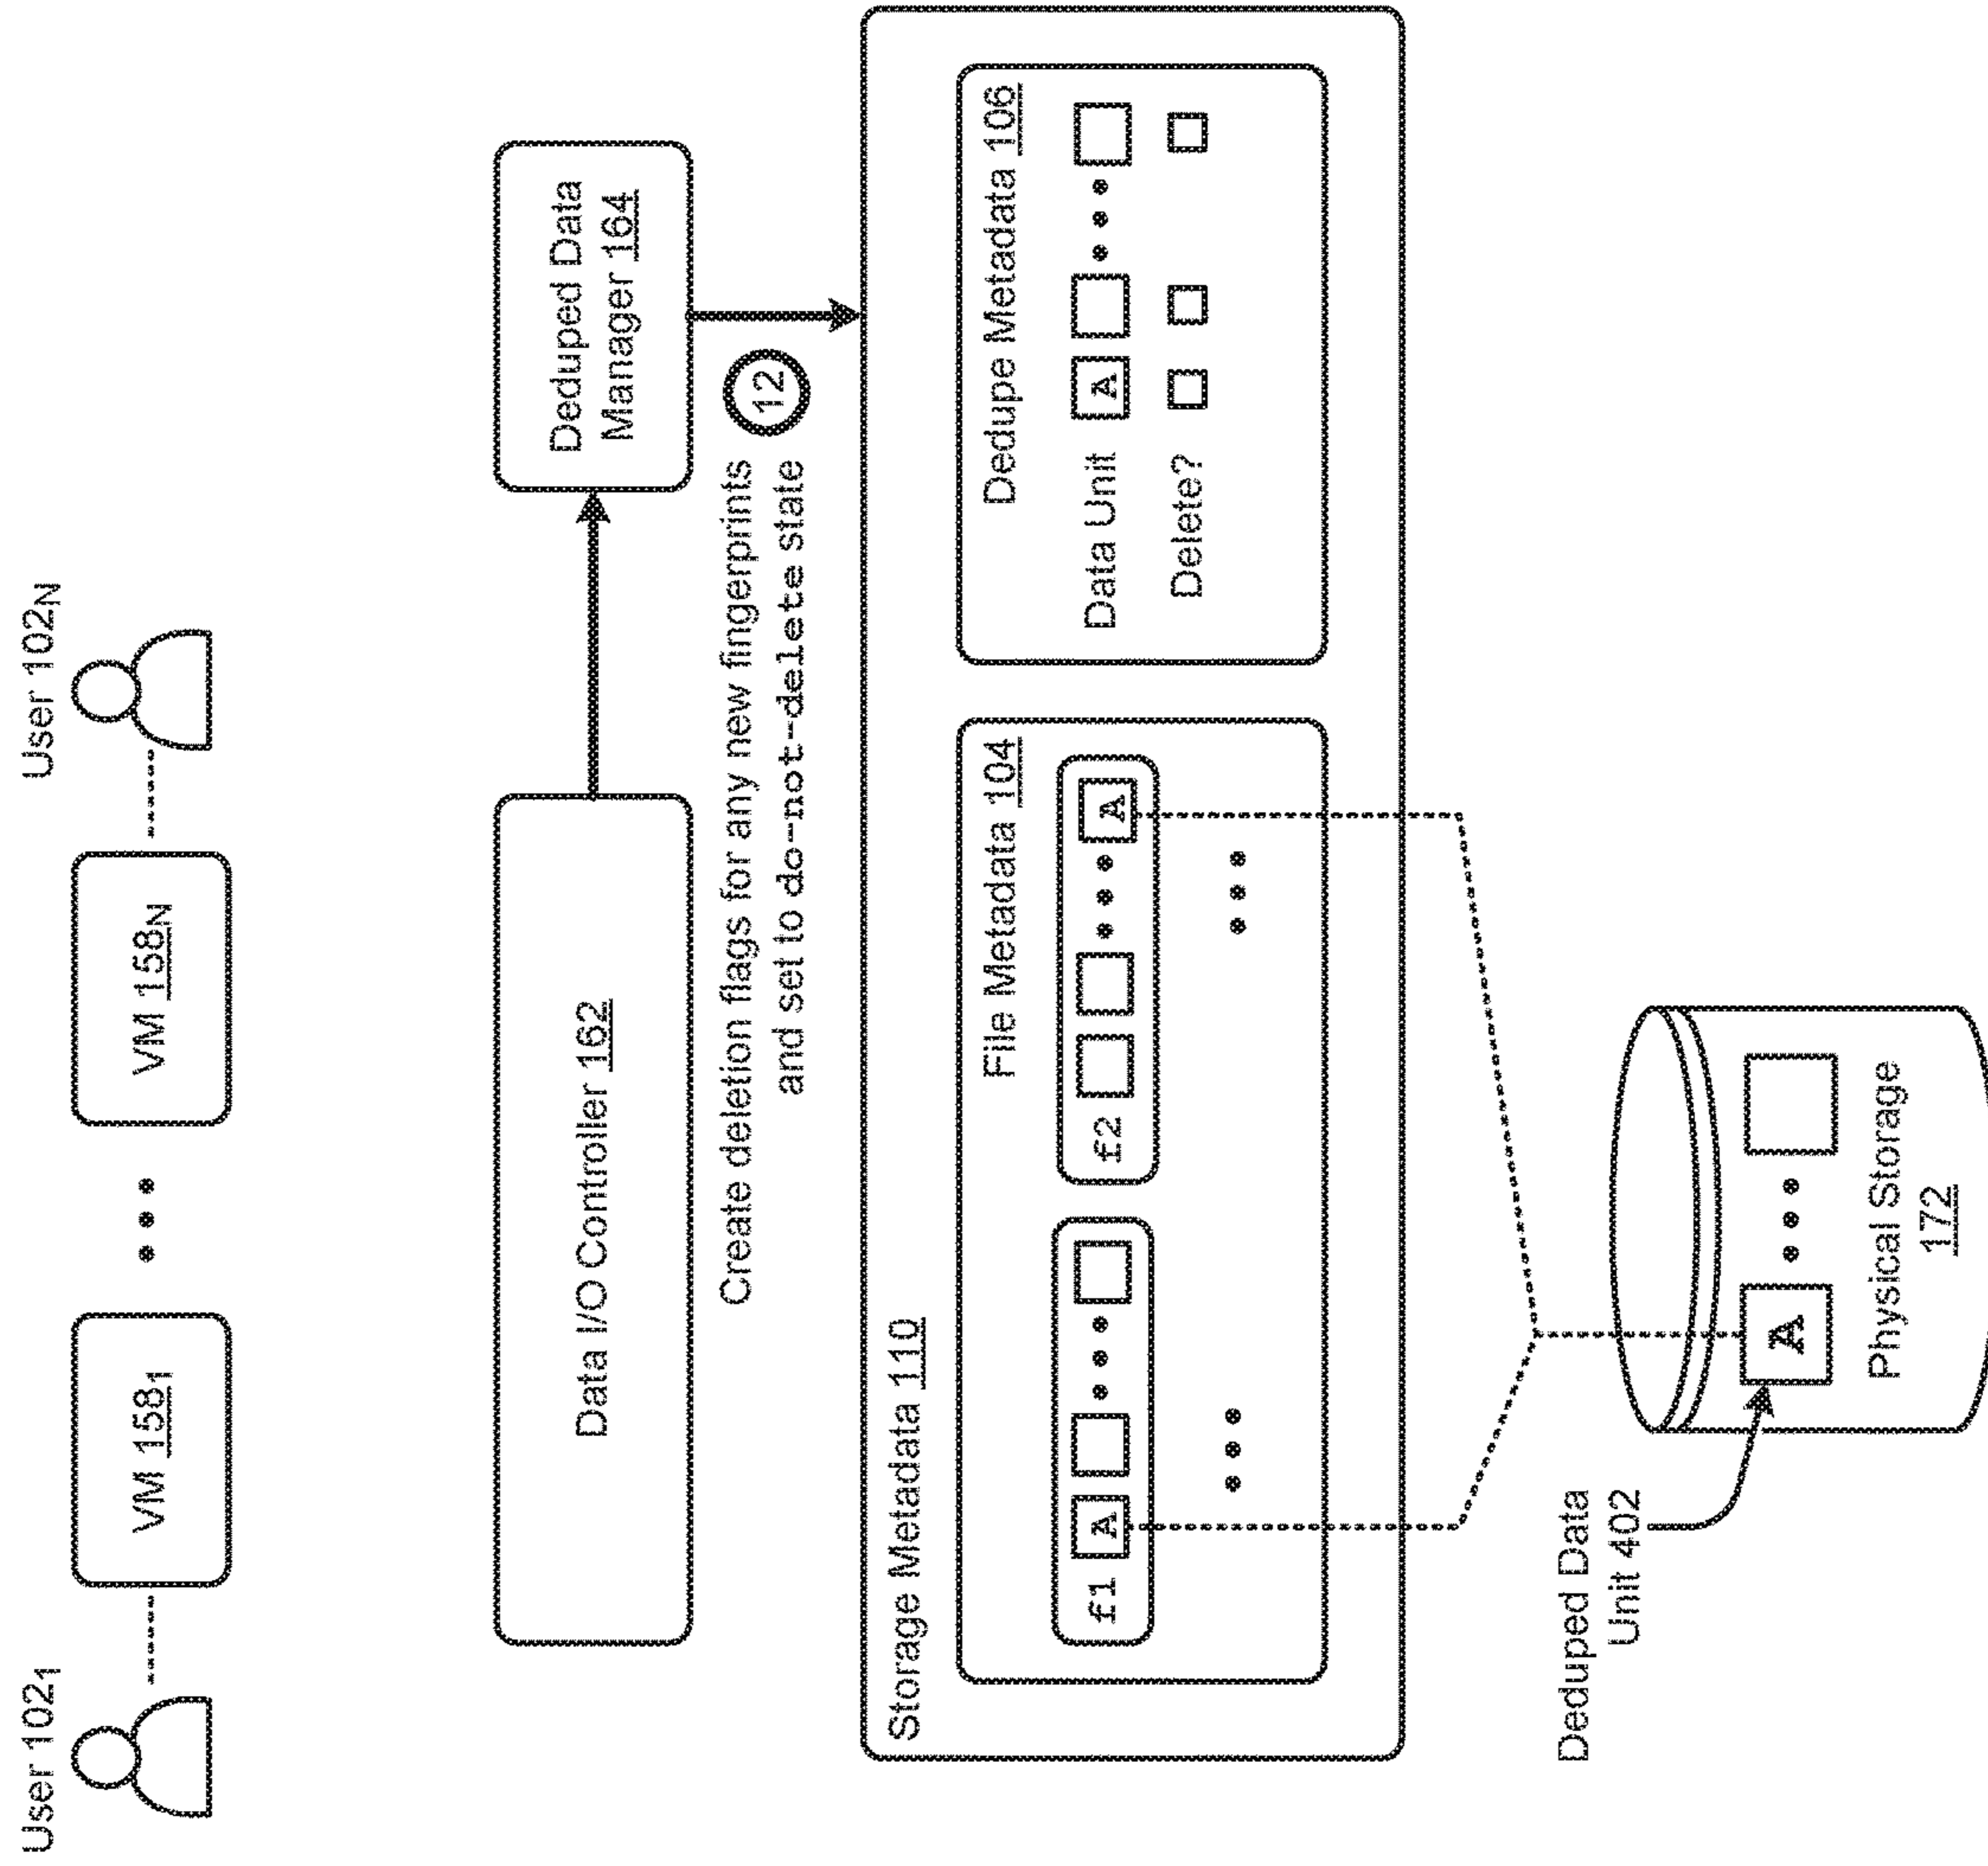 User 102₁
VM 158₁
VM 158N
User 102N
Data I/O Controller 162
Deduped Data
Manager 164
Create deletion flags for any new fingerprints
and set to do-not-delete state
12
Storage Metadata 110
File Metadata 104
f1 A
f2 A
Dedupe Metadata 106
Data Unit A
Delete?
Deduped Data
Unit 402
A
Physical Storage
172